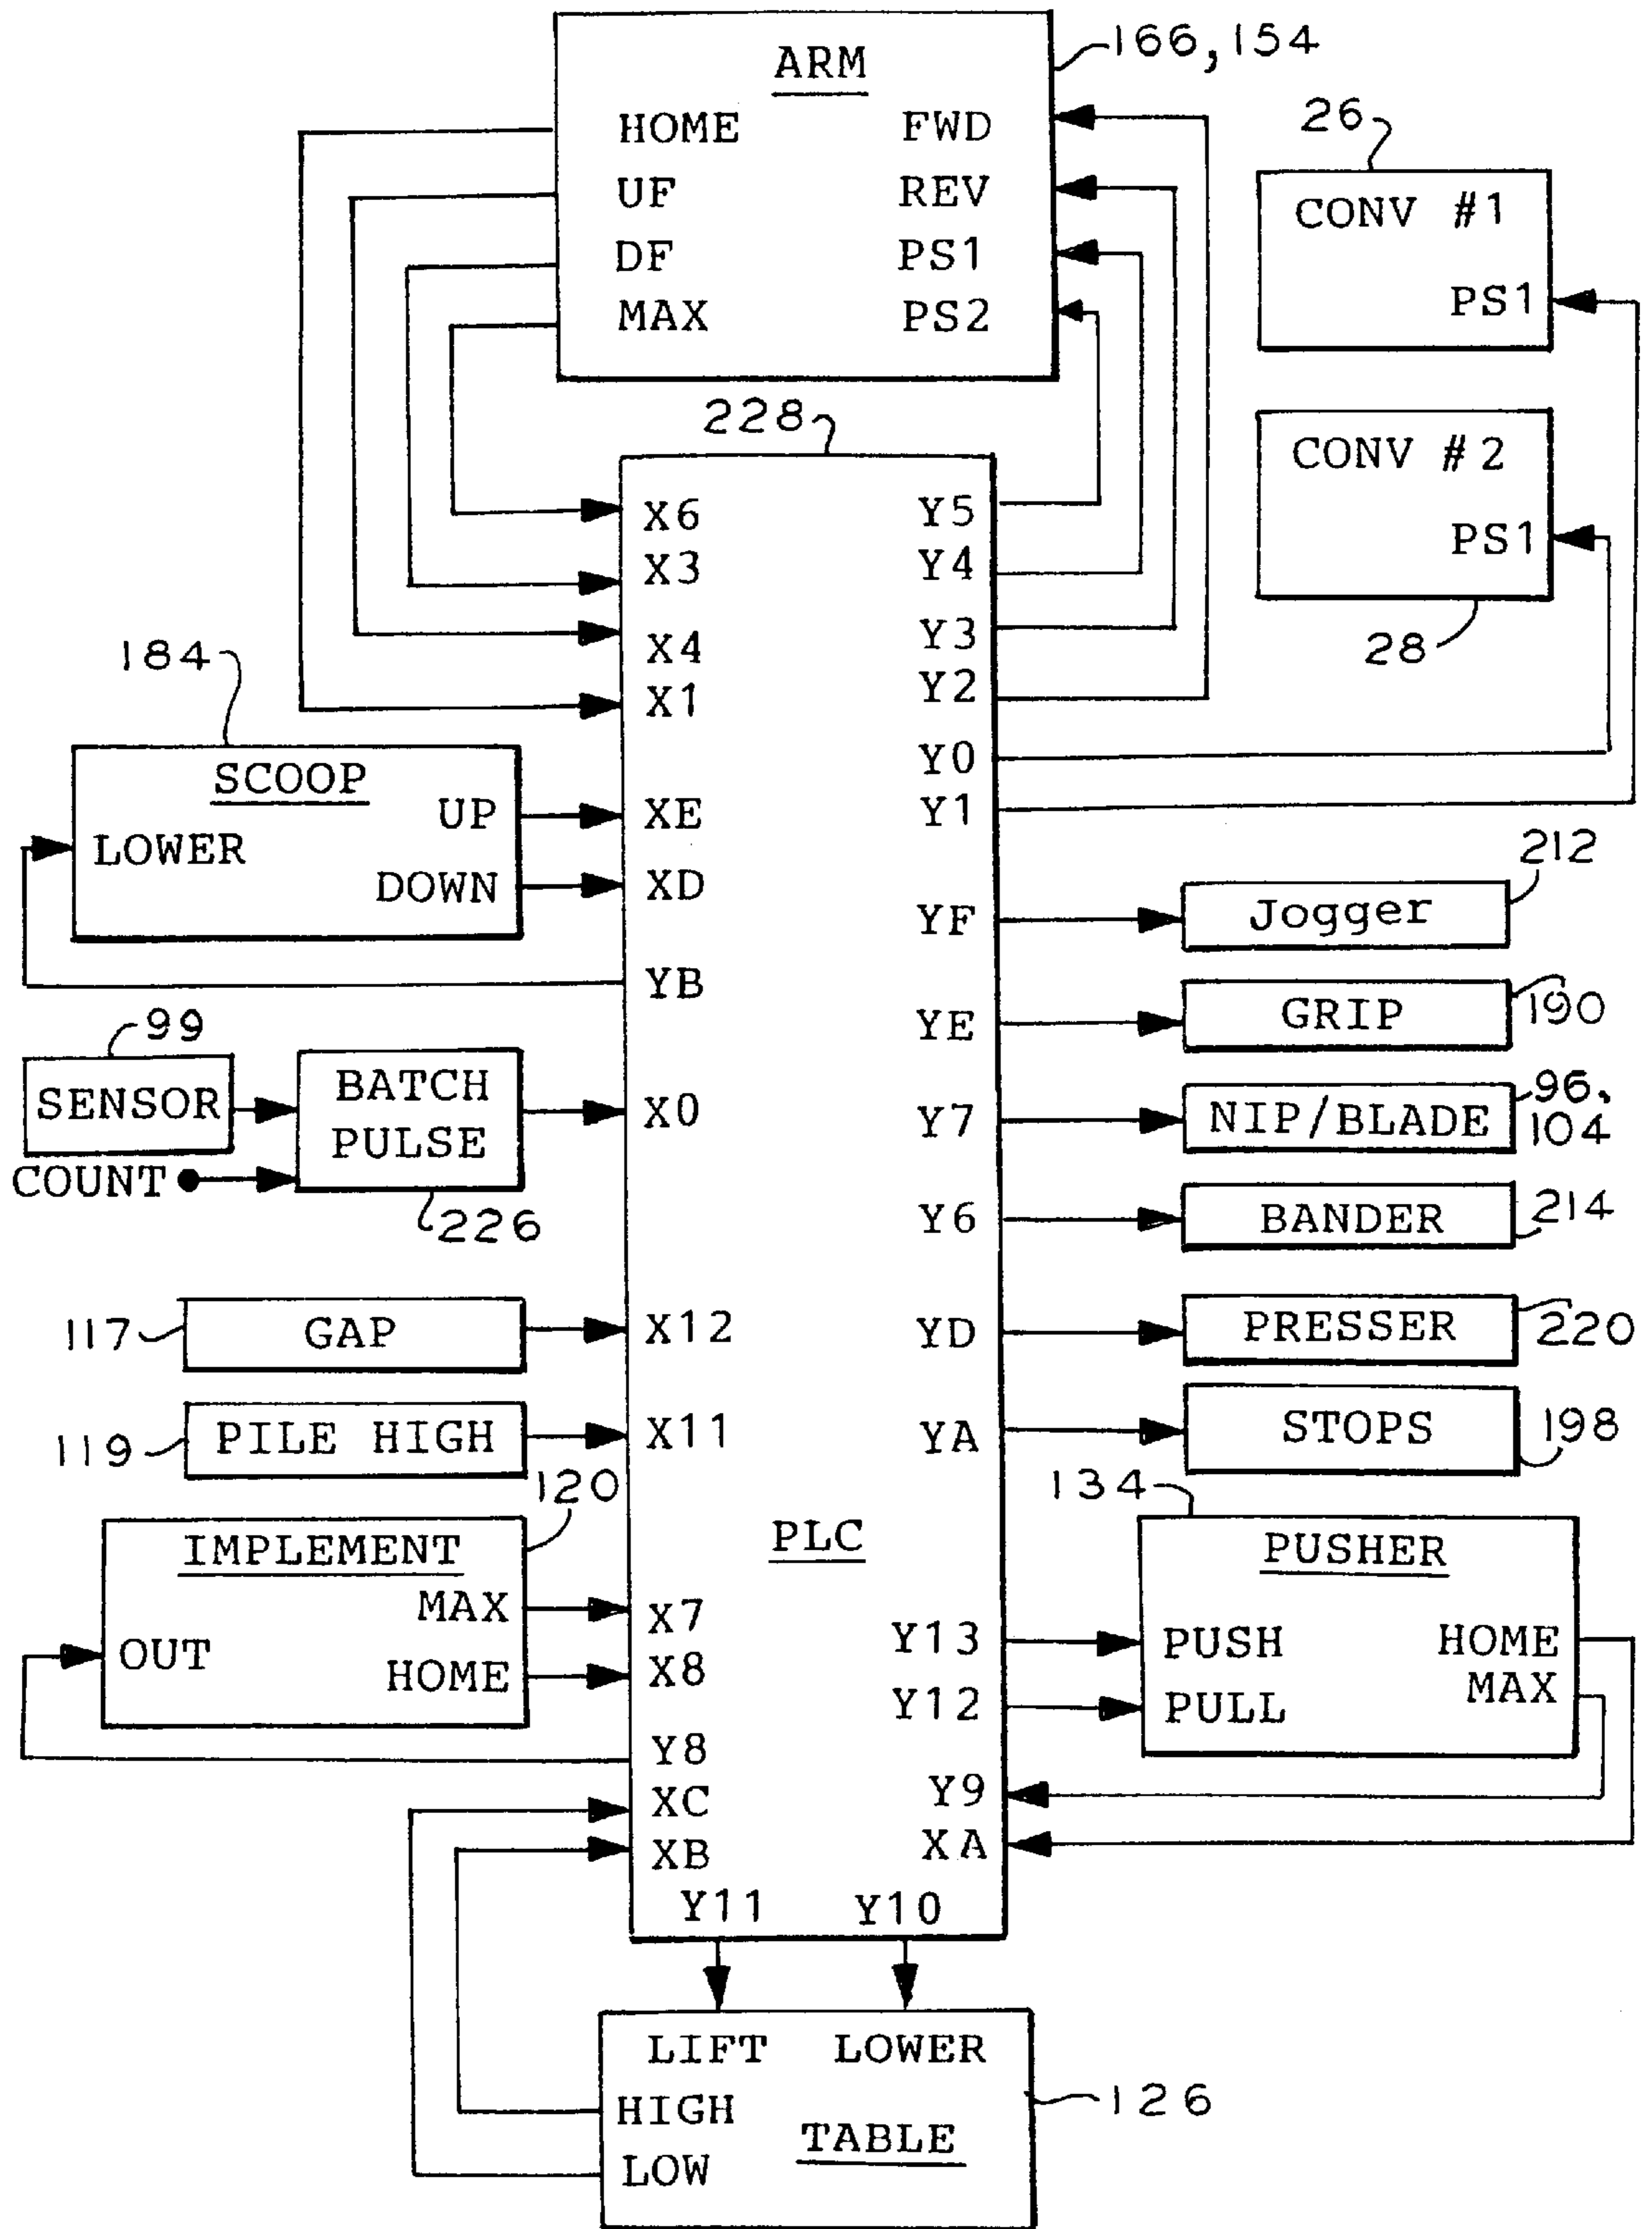 ARM
166, 154
HOME FWD
UF REV
DF PS1
MAX PS2
26
CONV #1
PS1
CONV #2
PS1
28
228
X6 Y5
X3 Y4
X4 Y3
X1 Y2
Y0
Y1
184
SCOOP
UP XE
LOWER
DOWN XD
YB
YF Jogger 212
YE GRIP 190
99
SENSOR
BATCH
PULSE
X0
COUNT
226
Y7 NIP/BLADE 96, 104
Y6 BANDER 214
117 GAP X12
YD PRESSER 220
119 PILE HIGH X11
YA STOPS 198
120
IMPLEMENT
MAX X7
OUT
HOME X8
Y8
PLC
134
PUSHER
Y13 PUSH HOME
MAX
Y12 PULL
Y9
XA
XC
XB
Y11 Y10
LIFT LOWER
HIGH
TABLE
LOW
126